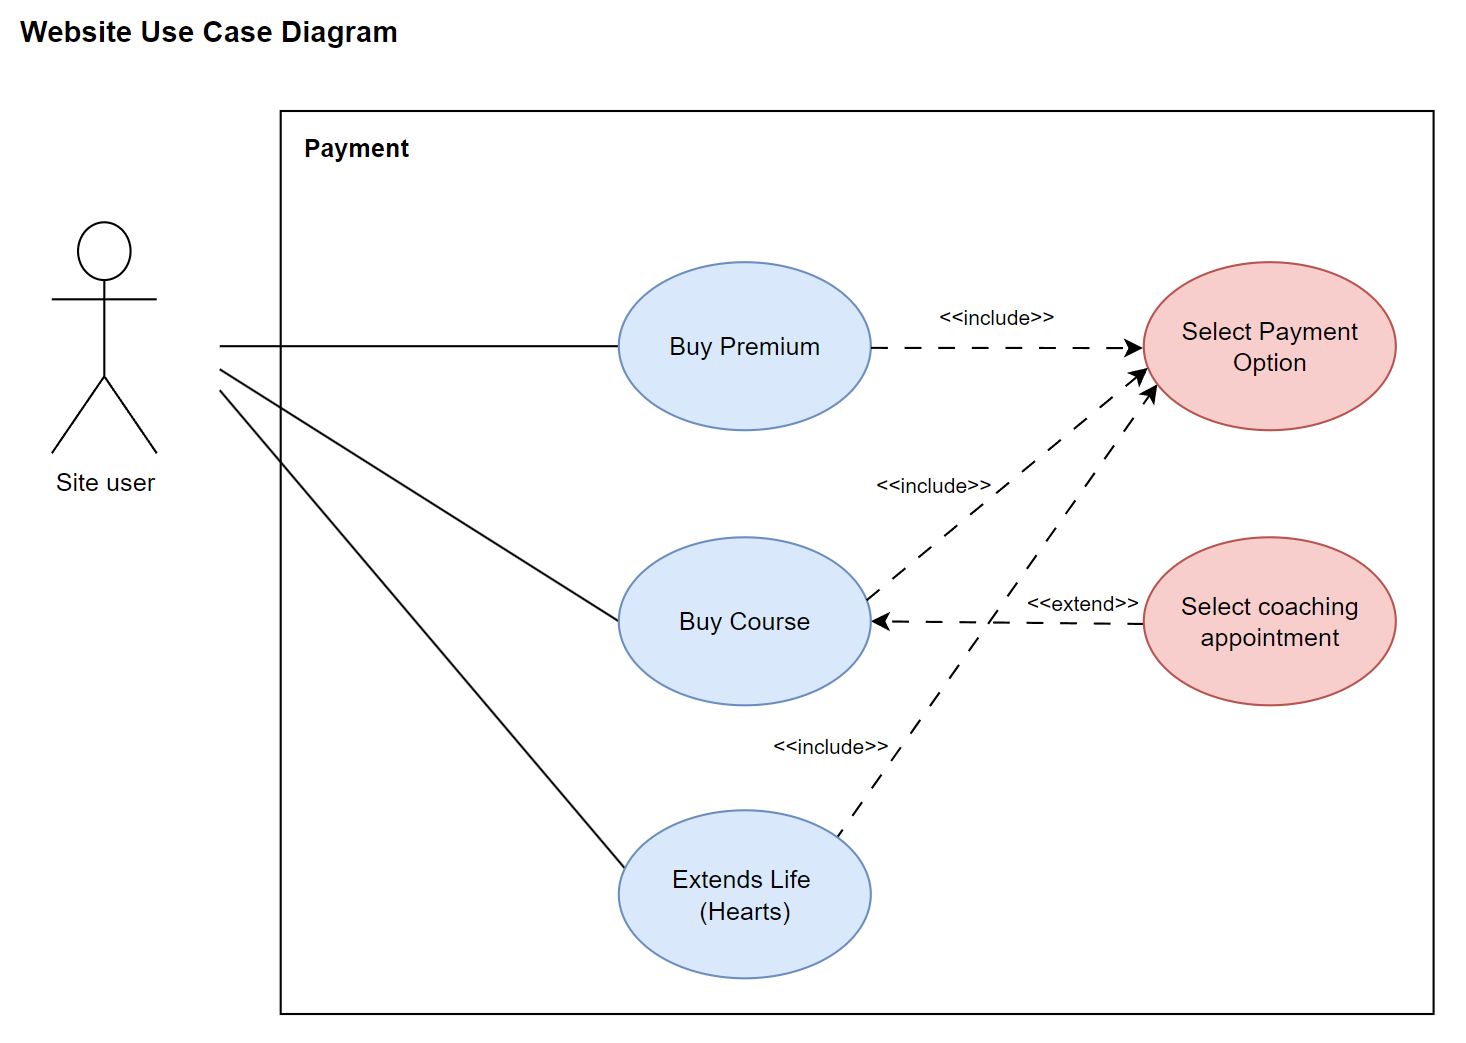 Website Use Case Diagram
Payment
Buy Premium
<<include>>
Select Payment
Option
Site user
<<include>>
Buy Course
<<extend>>
Select coaching
appointment
<<include>>
Extends Life
(Hearts)